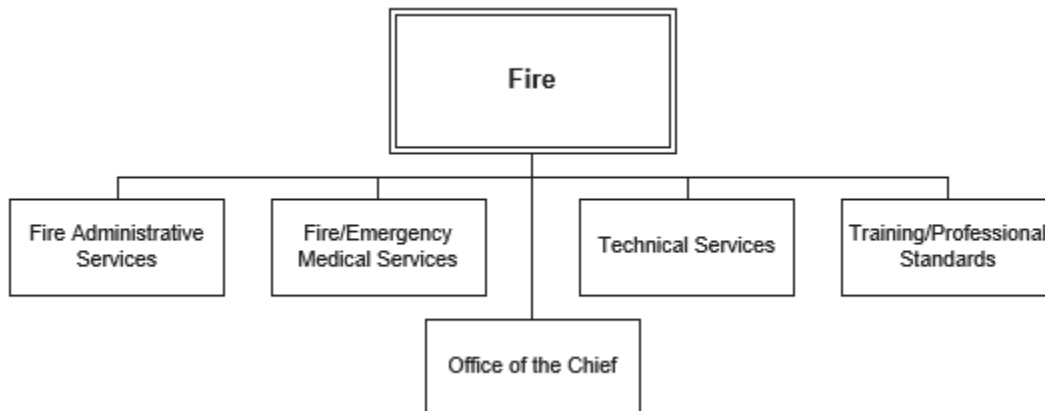 Fire
Fire Administrative
Services
Fire/Emergency
Medical Services
Technical Services
Training/Professional
Standards
Office of the Chief